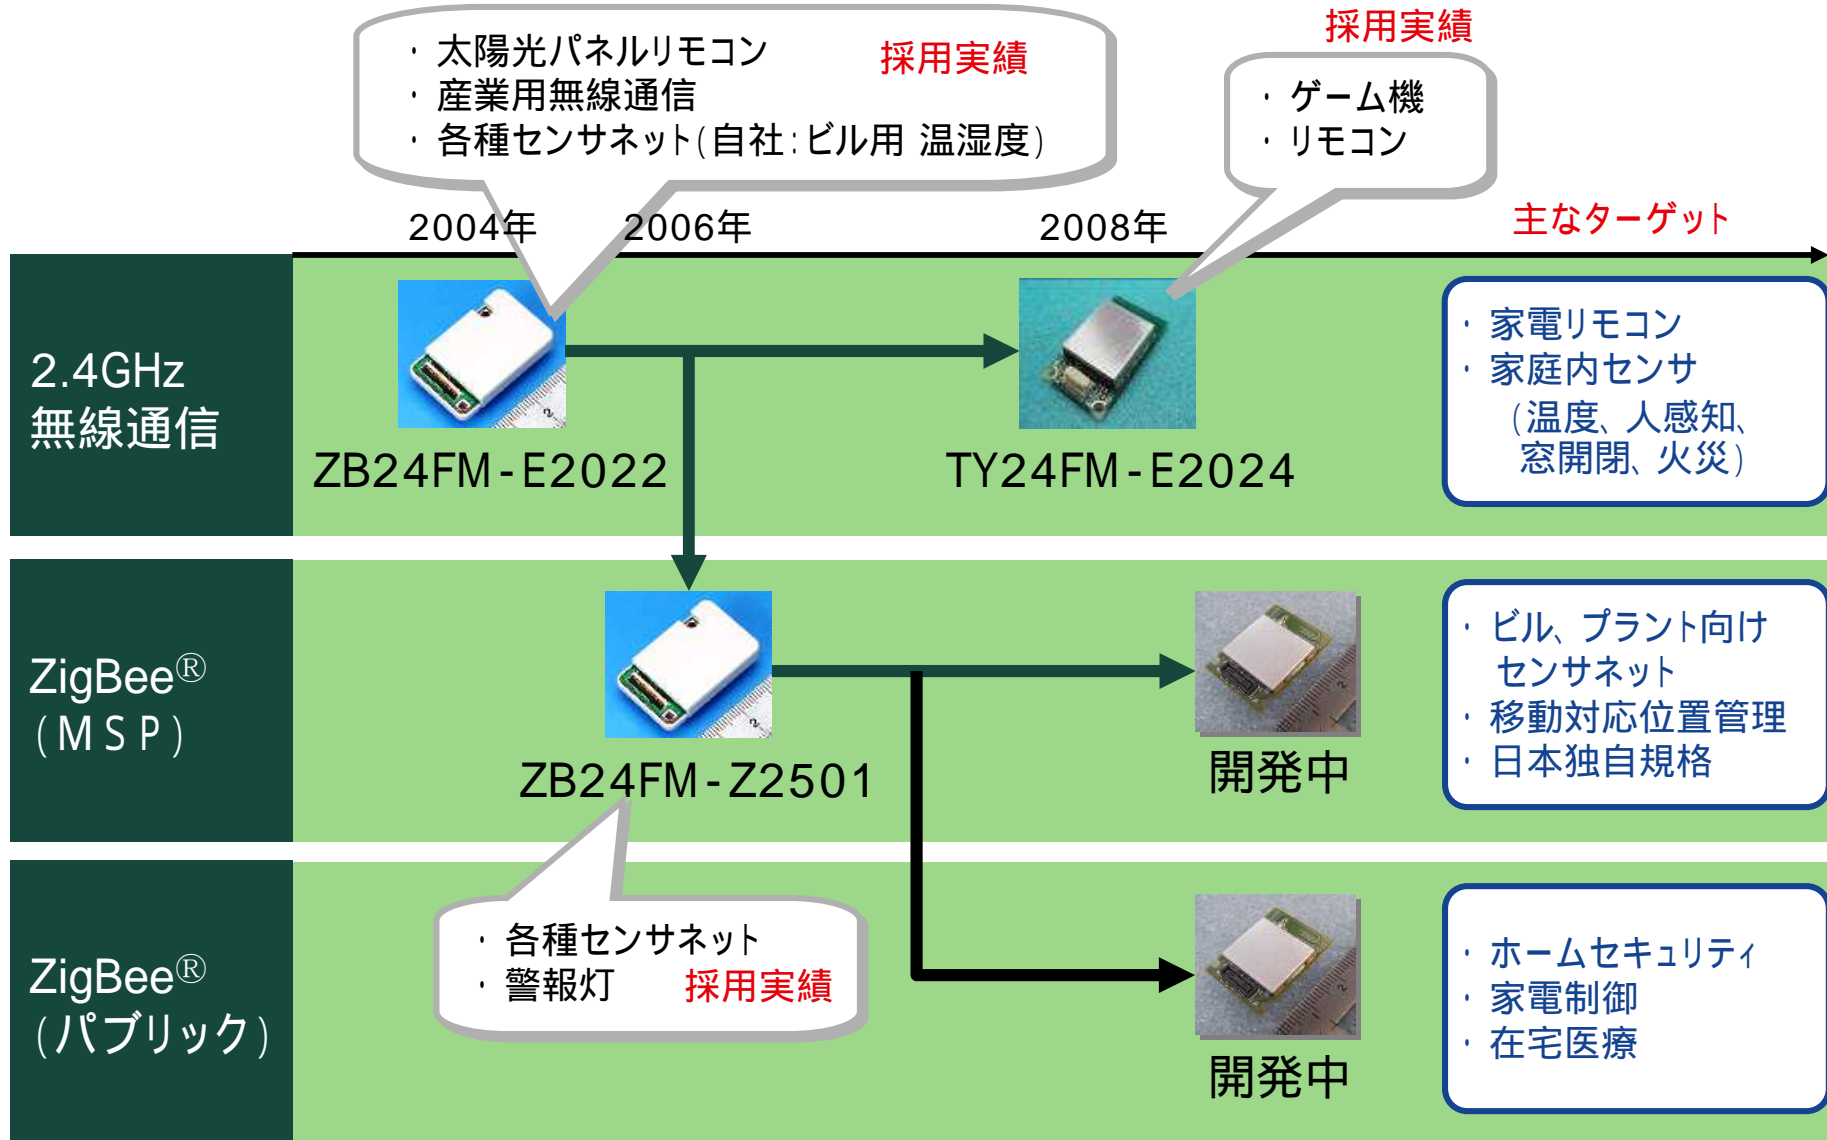 ・太陽光パネルリモコン 採用実績
・産業用無線通信
・各種センサネット(自社:ビル用 温湿度)
採用実績
・ゲーム機
・リモコン
2004年 2006年 2008年 主なターゲット
2.4GHz
無線通信
ZB24FM-E2022
TY24FM-E2024
・家電リモコン
・家庭内センサ
(温度、人感知、
窓開閉、火災)
ZigBee®
(MSP)
ZB24FM-Z2501
開発中
・ビル、プラント向け
センサネット
・移動対応位置管理
・日本独自規格
ZigBee®
(パブリック)
・各種センサネット
・警報灯 採用実績
開発中
・ホームセキュリティ
・家電制御
・在宅医療